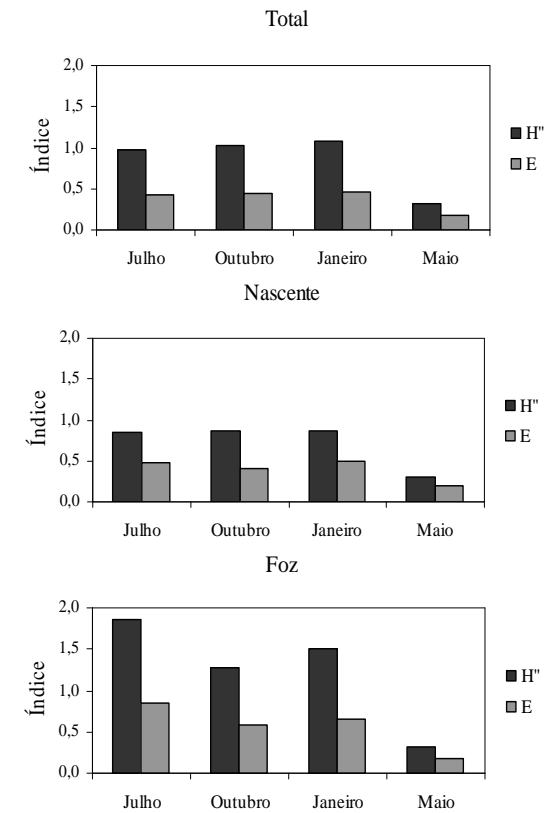 Total
2,0
1,5
1,0
0,5
0,0
Índice
H"
E
Julho Outubro Janeiro Maio
Nascente
2,0
1,5
1,0
0,5
0,0
Índice
H"
E
Julho Outubro Janeiro Maio
Foz
2,0
1,5
1,0
0,5
0,0
Índice
H"
E
Julho Outubro Janeiro Maio